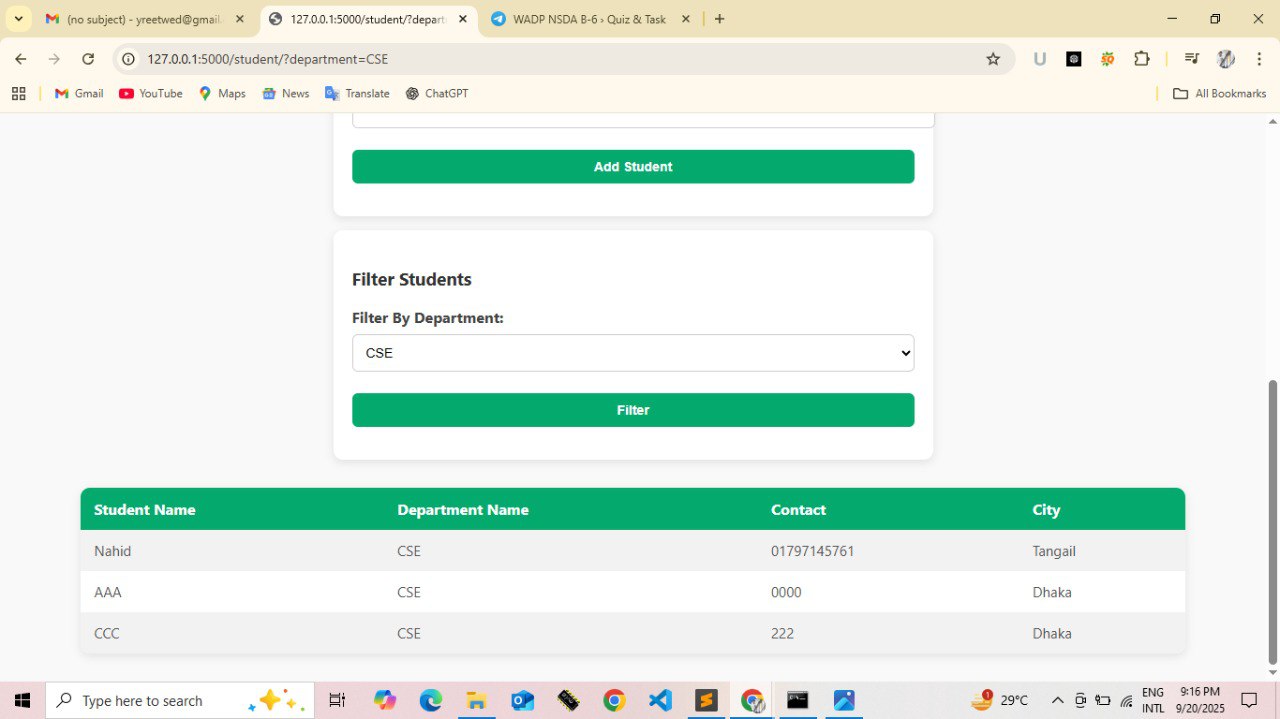 (no subject) - yreetwed@gmail
127.0.0.1:5000/student/?depart
WADP NSDA B-6 › Quiz & Task
127.0.0.1:5000/student/?department=CSE
Gmail
YouTube
Maps
News
Translate
ChatGPT
All Bookmarks
Add Student
Filter Students
Filter By Department:
CSE
Filter
Student Name Department Name Contact City
Nahid CSE 01797145761 Tangail
AAA CSE 0000 Dhaka
CCC CSE 222 Dhaka
Type here to search
1
29°C
ENG
INTL
9:16 PM
9/20/2025